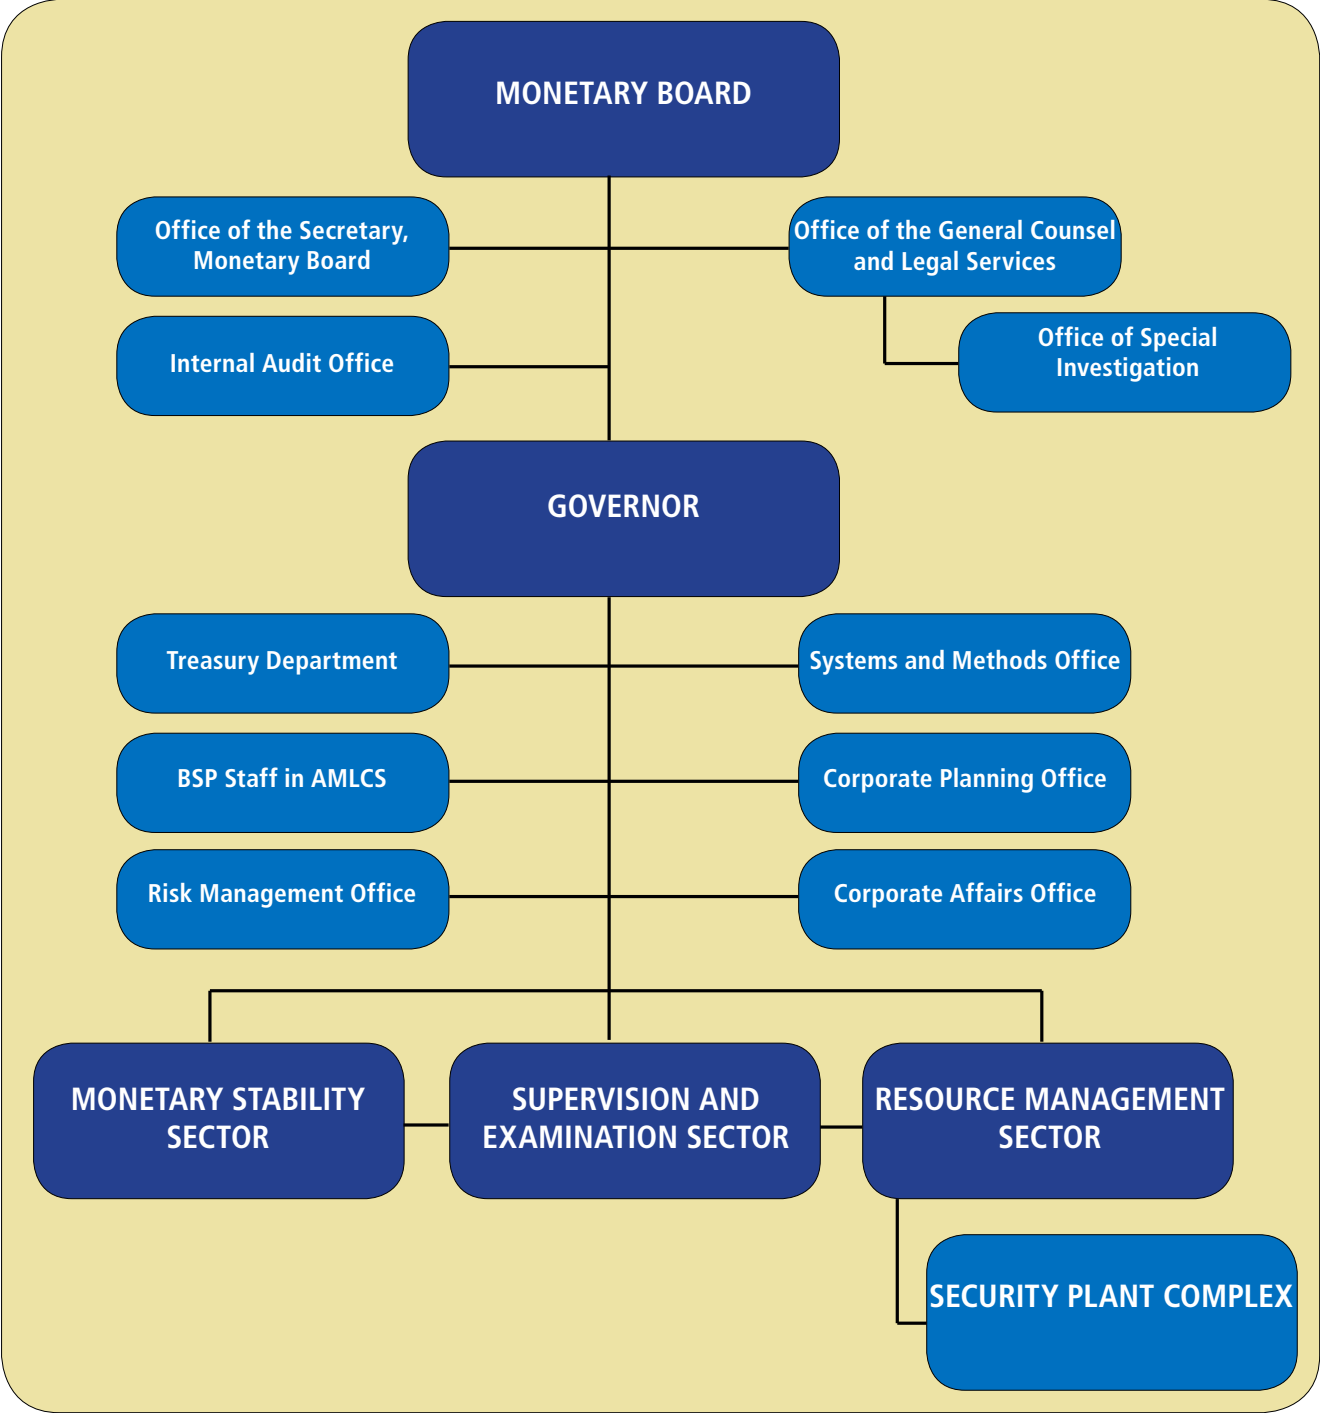 MONETARY BOARD
Office of the Secretary,
Monetary Board
Office of the General Counsel
and Legal Services
Internal Audit Office
Office of Special
Investigation
GOVERNOR
Treasury Department
Systems and Methods Office
BSP Staff in AMLCS
Corporate Planning Office
Risk Management Office
Corporate Affairs Office
MONETARY STABILITY
SECTOR
SUPERVISION AND
EXAMINATION SECTOR
RESOURCE MANAGEMENT
SECTOR
SECURITY PLANT COMPLEX